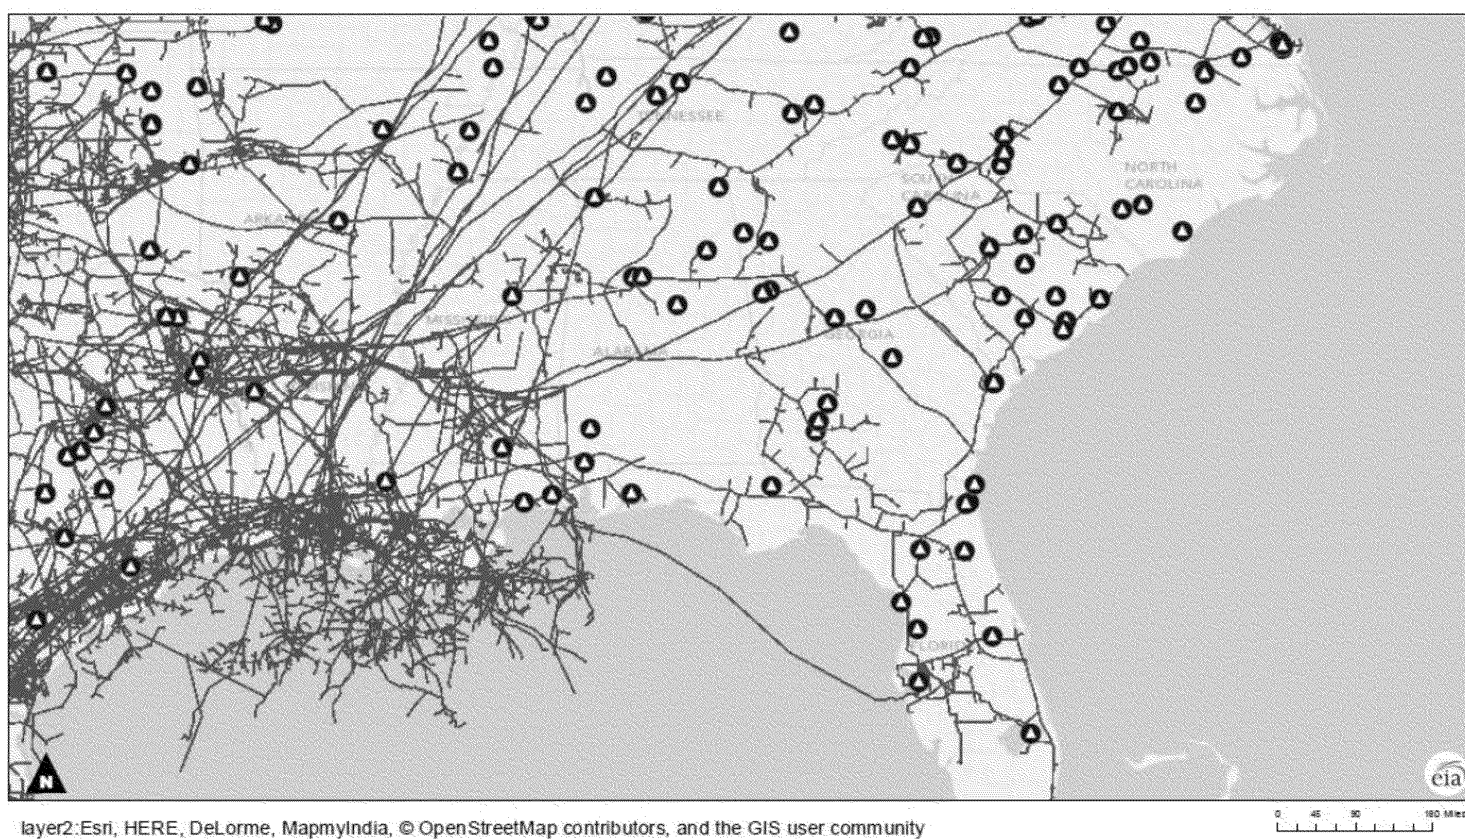 TENNESSEE
NORTH
CAROLINA
SOUTH
CAROLINA
ARKANSAS
MISSISSIPPI
GEORGIA
ALABAMA
FLORIDA
N
eia
layer2:Esri, HERE, DeLorme, MapmyIndia, © OpenStreetMap contributors, and the GIS user community
0 45 90 180 Miles